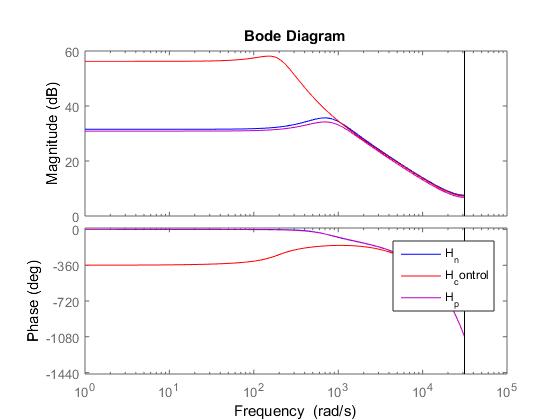 Bode Diagram
Magnitude (dB)
60
40
20
0
Phase (deg)
0
-360
-720
-1080
-1440
H_n
H_control
H_p
10^0 10^1 10^2 10^3 10^4 10^5
Frequency (rad/s)